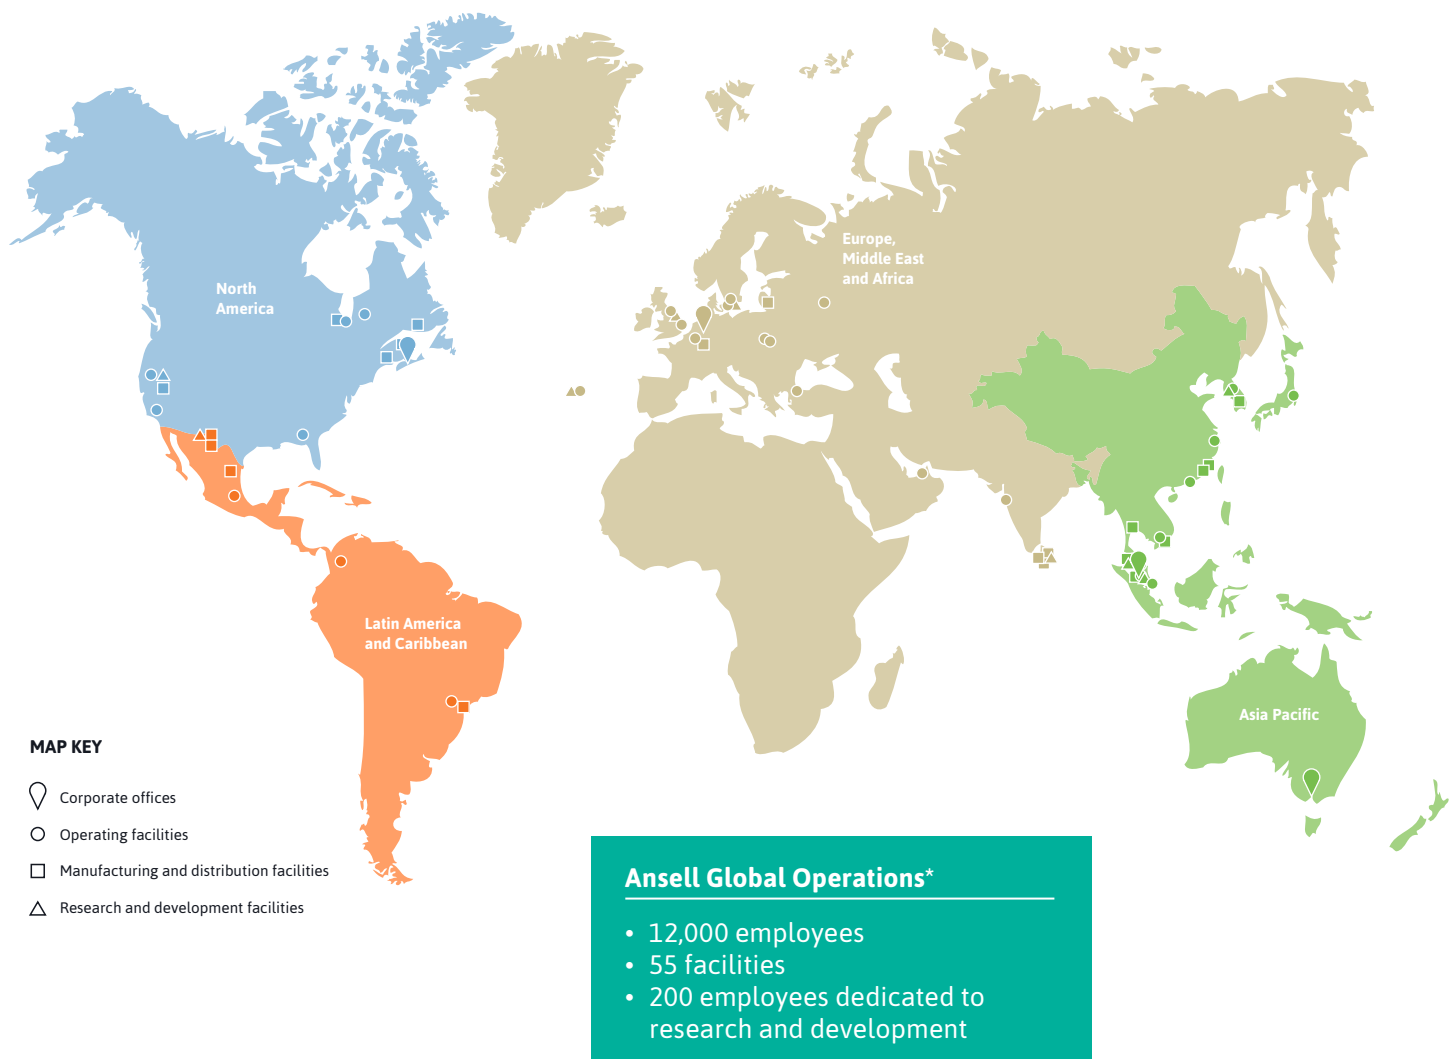 Europe,
Middle East
and Africa
North
America
Latin America
and Caribbean
Asia Pacific
MAP KEY
Corporate offices
Operating facilities
Manufacturing and distribution facilities
Research and development facilities
Ansell Global Operations*
• 12,000 employees
• 55 facilities
• 200 employees dedicated to
research and development